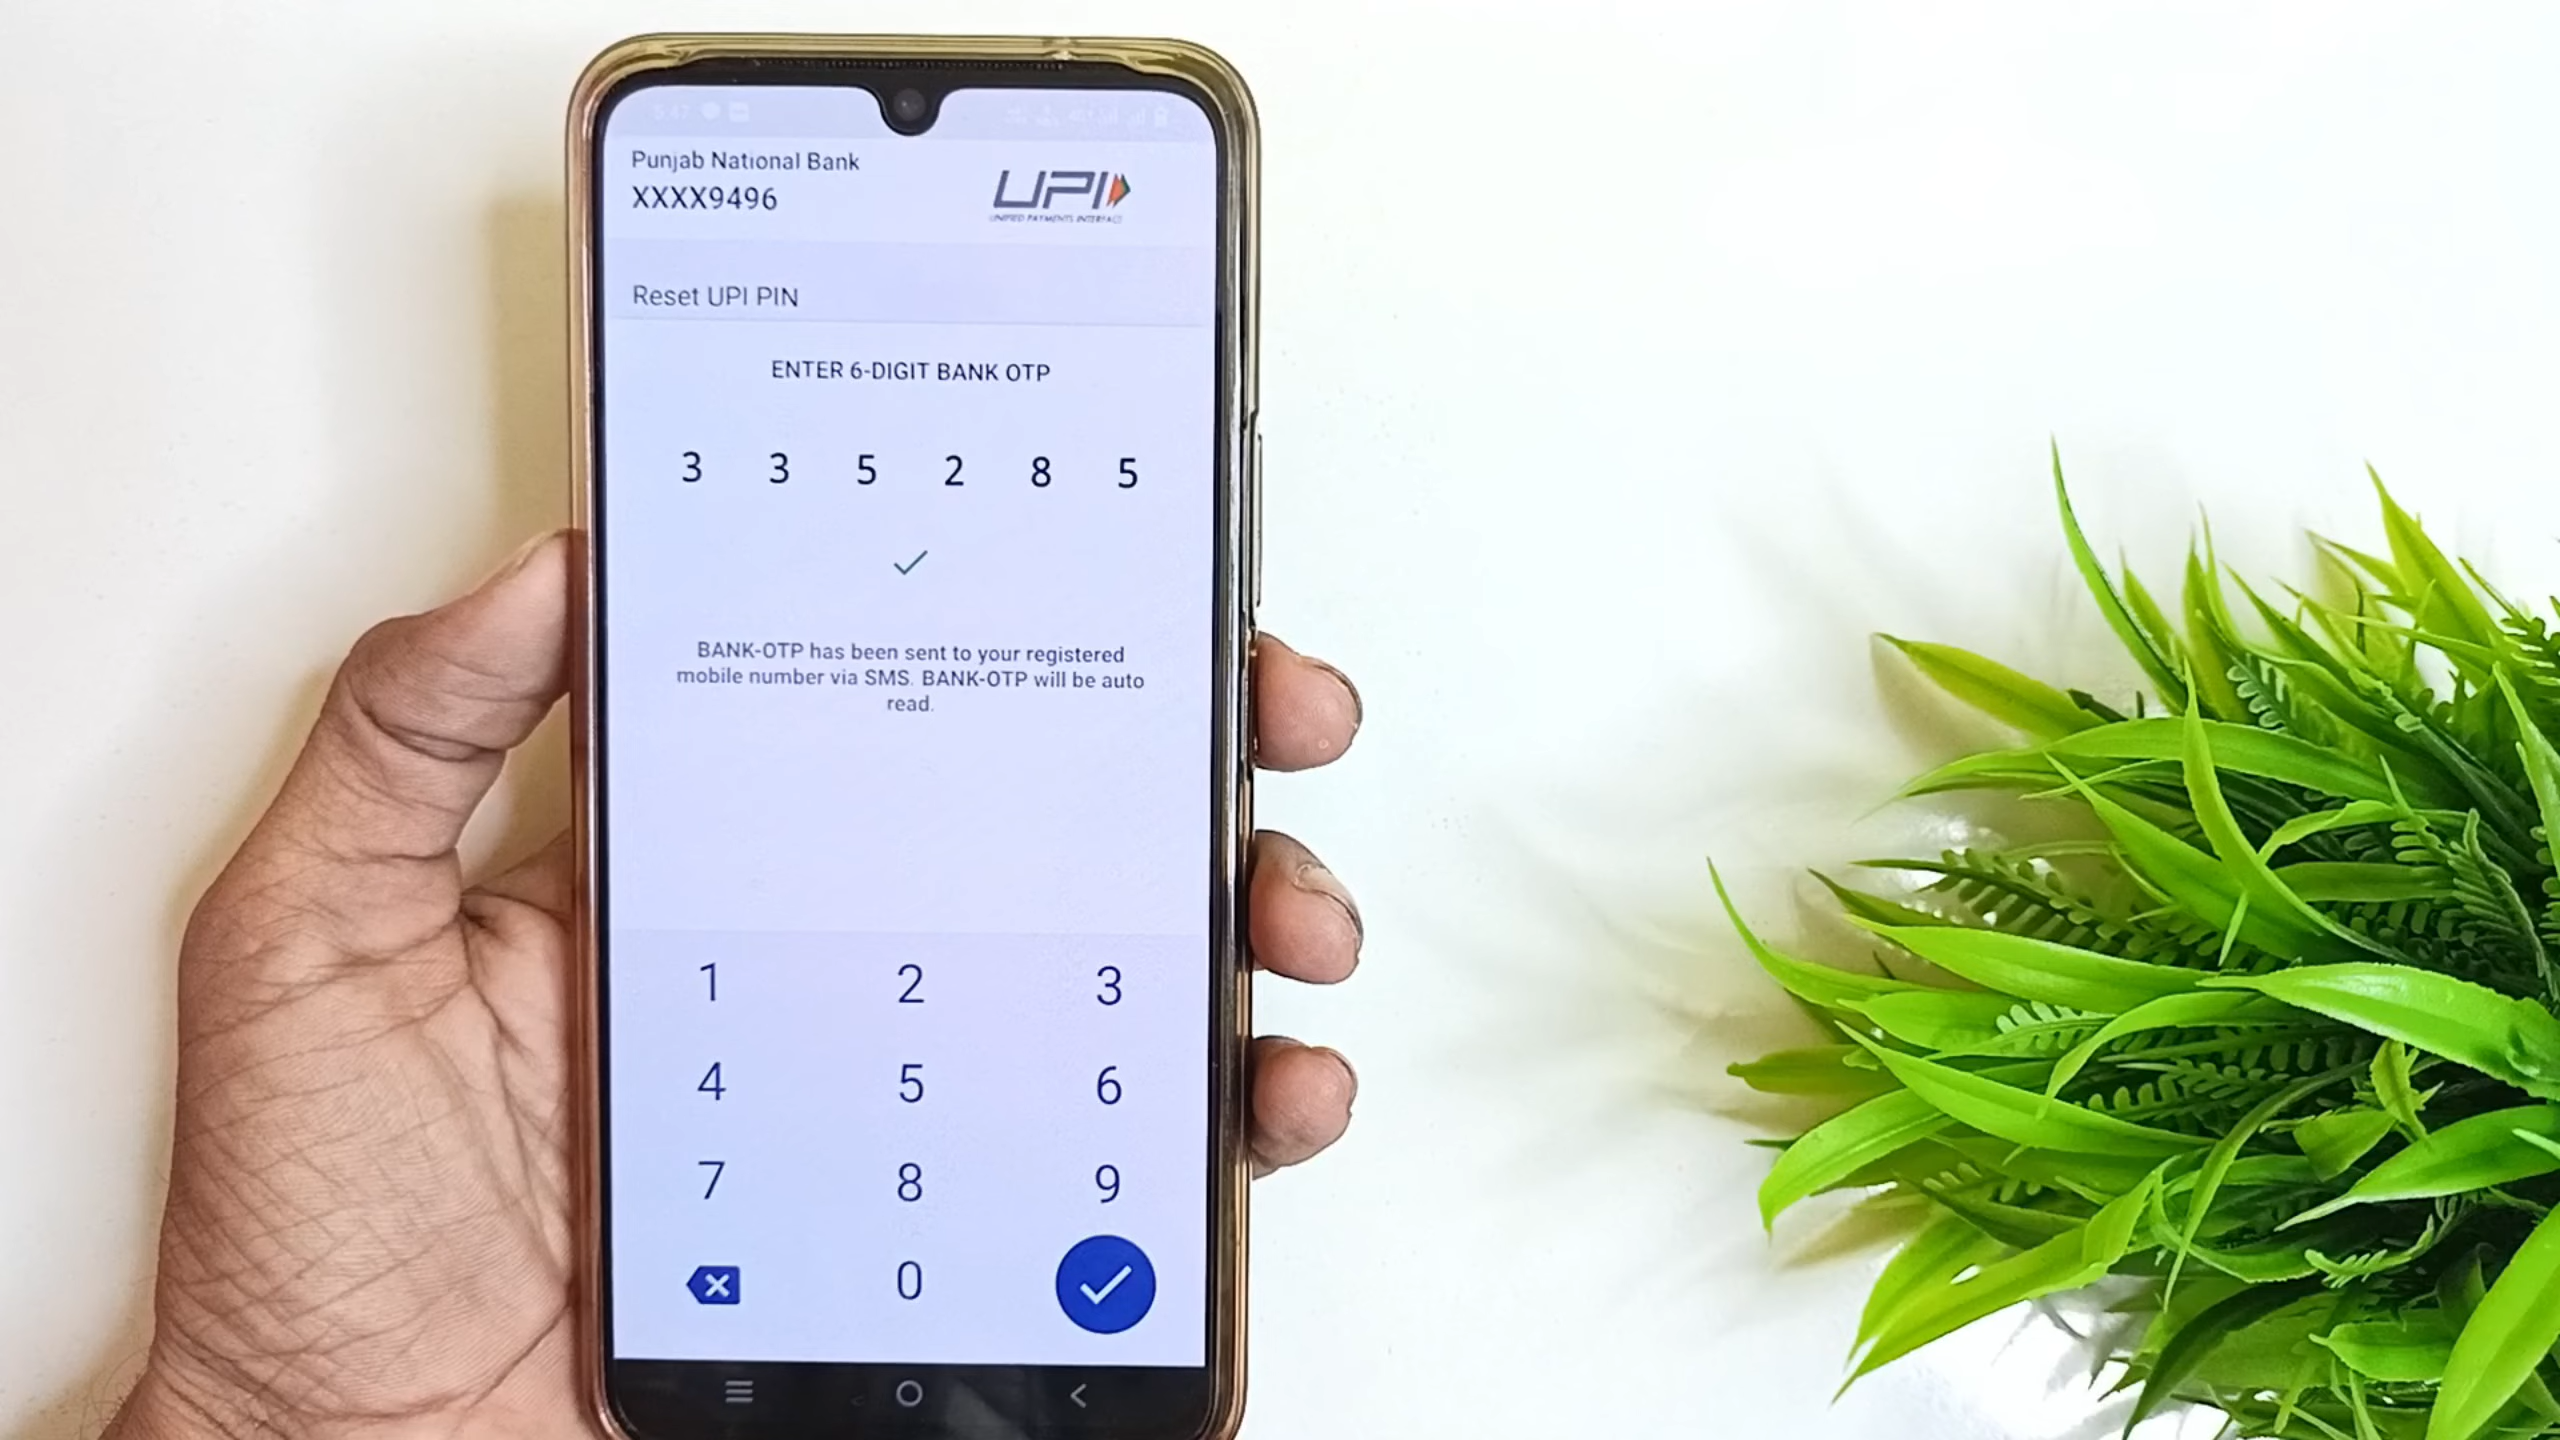 5:47
Punjab National Bank
XXXX9496
UPI
UNIFIED PAYMENTS INTERFACE
Reset UPI PIN
ENTER 6-DIGIT BANK OTP
3 3 5 2 8 5
BANK-OTP has been sent to your registered
mobile number via SMS. BANK-OTP will be auto
read.
1 2 3
4 5 6
7 8 9
0